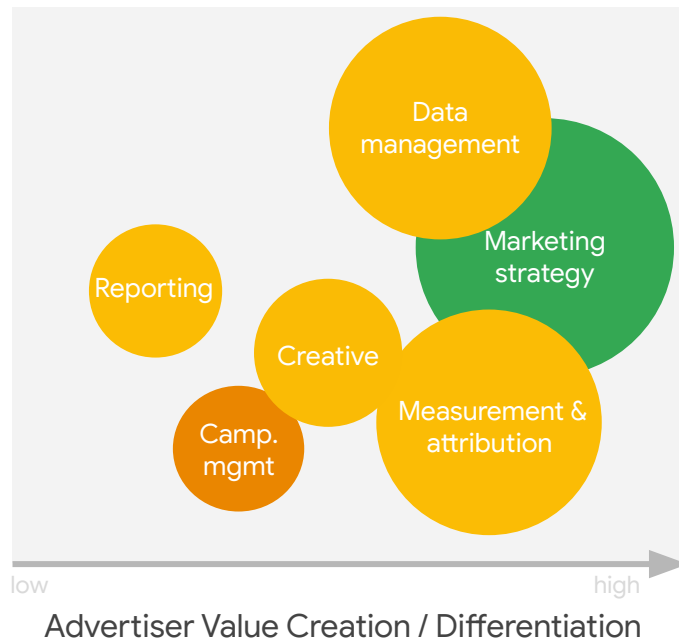 Data
management
Marketing
strategy
Reporting
Creative
Measurement &
attribution
Camp.
mgmt
low
high
Advertiser Value Creation / Differentiation